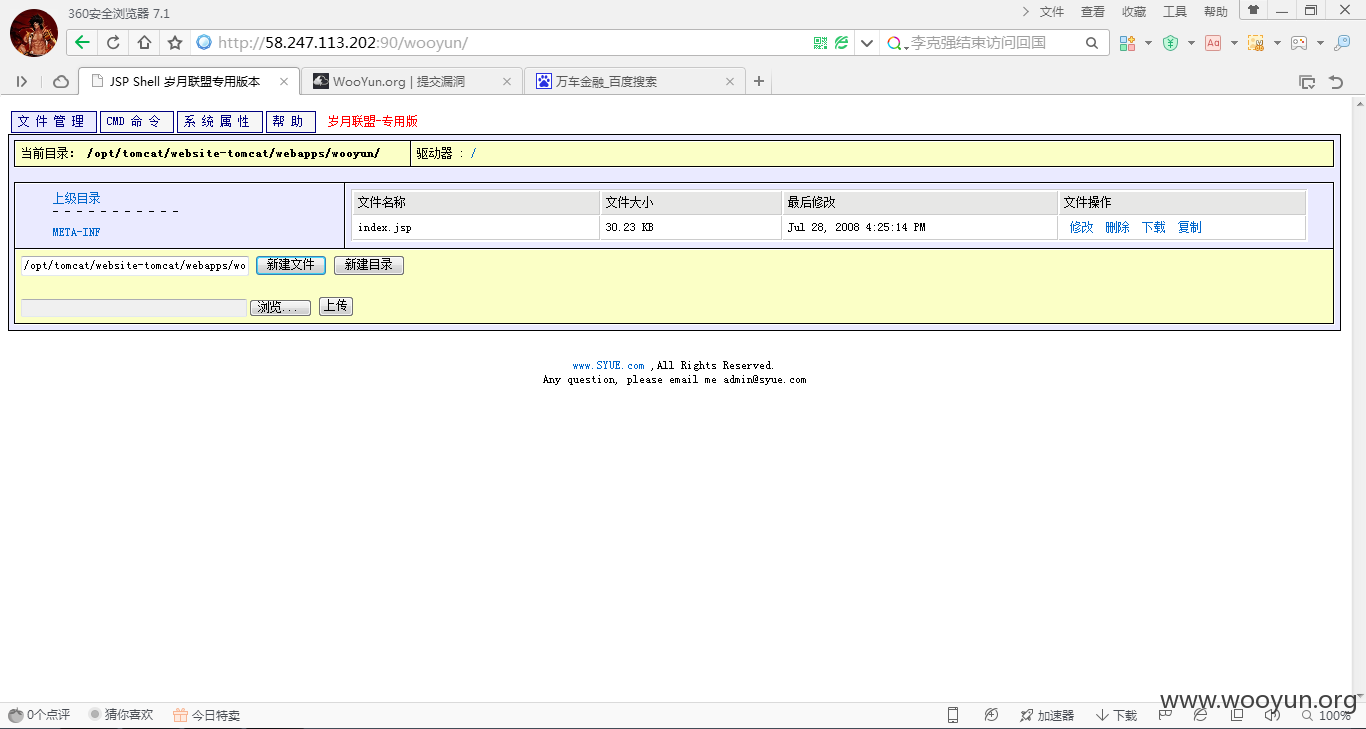 360安全浏览器 7.1
文件 查看 收藏 工具 帮助
http://58.247.113.202:90/wooyun/
李克强结束访问回国
JSP Shell 岁月联盟专用版本
WooYun.org | 提交漏洞
万车金融_百度搜索
文件管理 CMD命令 系统属性 帮助 岁月联盟-专用版
当前目录: /opt/tomcat/website-tomcat/webapps/wooyun/ 驱动器 : /
上级目录
- - - - - - - - - - -
META-INF
文件名称 文件大小 最后修改 文件操作
index.jsp 30.23 KB Jul 28, 2008 4:25:14 PM 修改 删除 下载 复制
/opt/tomcat/website-tomcat/webapps/wo 新建文件 新建目录
浏览... 上传
www.SYUE.com ,All Rights Reserved.
Any question, please email me admin@syue.com
www.wooyun.org
0个点评 猜你喜欢 今日特卖 加速器 下载 100%